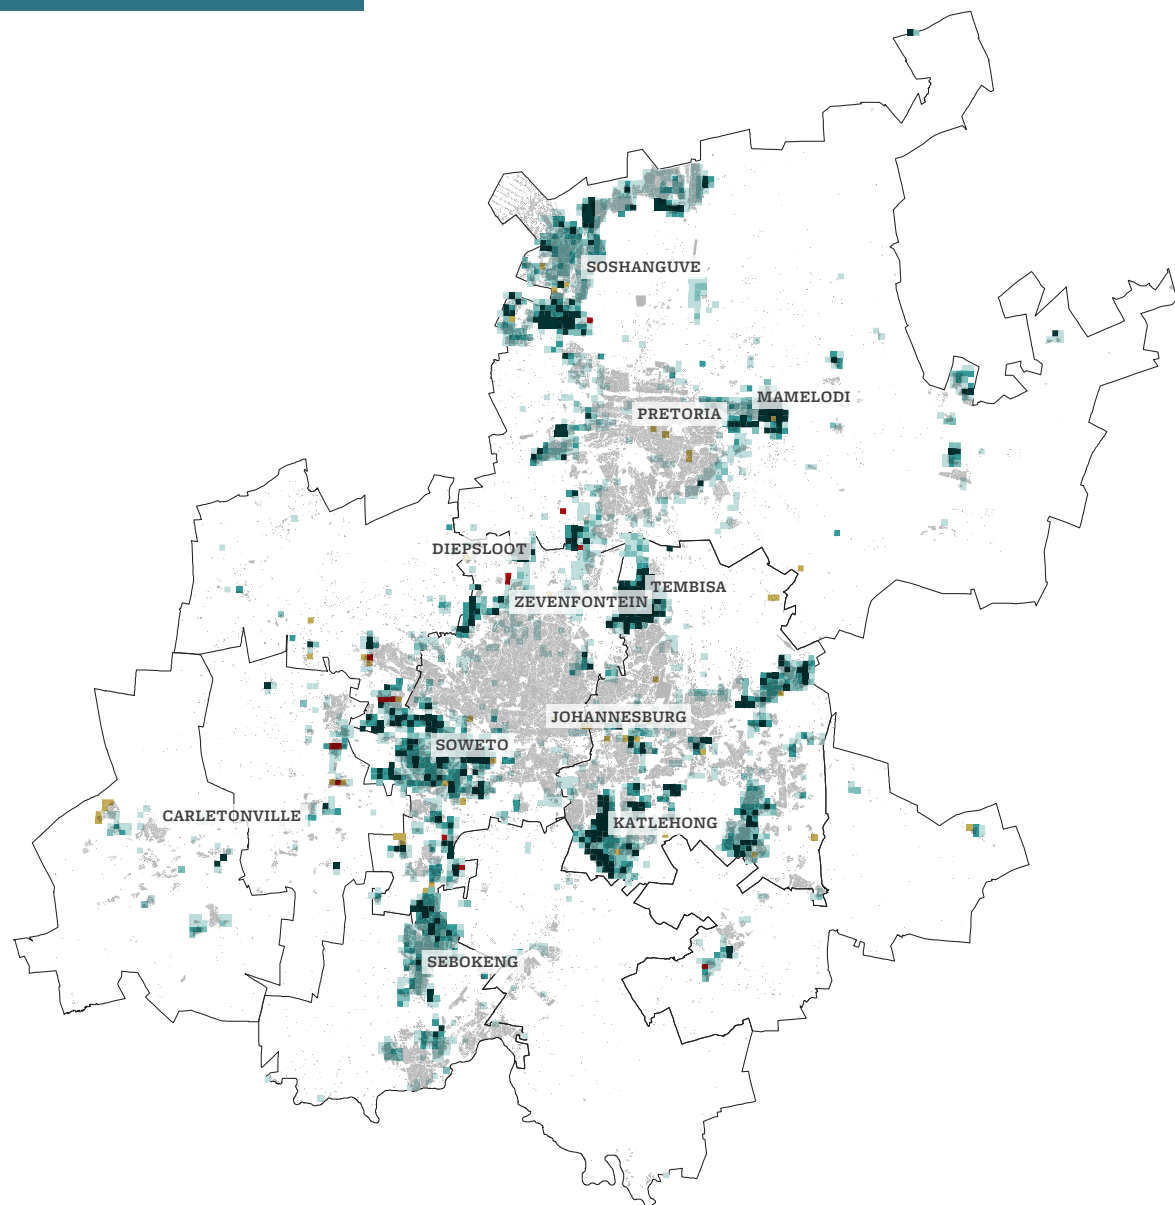 SOSHANGUVE
MAMELODI
PRETORIA
DIEPSLOOT
TEMBISA
ZEVENFONTEIN
JOHANNESBURG
SOWETO
CARLETONVILLE
KATLEHONG
SEBOKENG